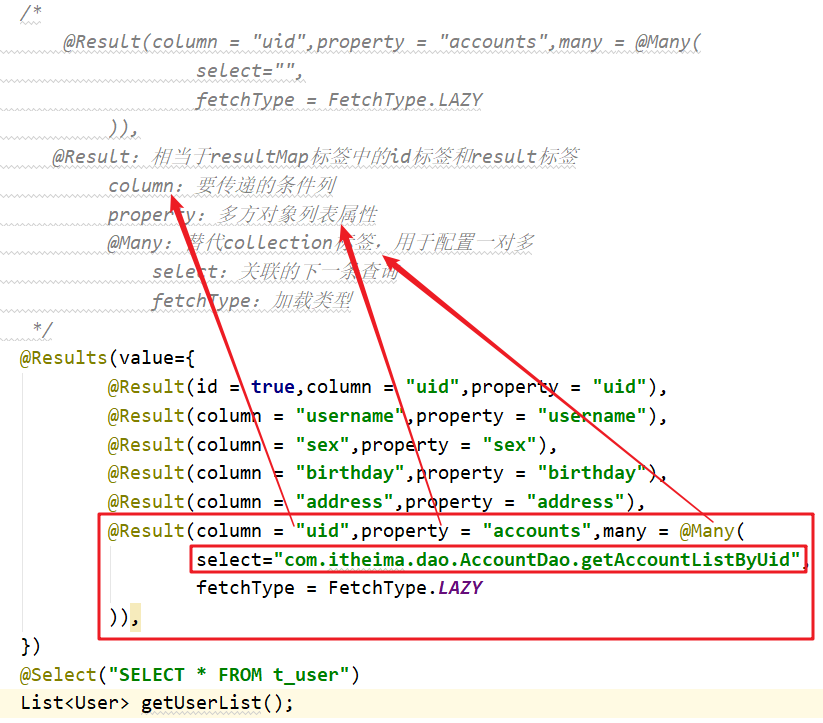 /*
@Result(column = "uid",property = "accounts",many = @Many(
select="",
fetchType = FetchType.LAZY
)),
@Result: 相当于resultMap标签中的id标签和result标签
column: 要传递的条件列
property: 多方对象列表属性
@Many: 替代collection标签，用于配置一对多
select: 关联的下一条查询
fetchType: 加载类型
*/
@Results(value={
@Result(id = true,column = "uid",property = "uid"),
@Result(column = "username",property = "username"),
@Result(column = "sex",property = "sex"),
@Result(column = "birthday",property = "birthday"),
@Result(column = "address",property = "address"),
@Result(column = "uid",property = "accounts",many = @Many(
select="com.itheima.dao.AccountDao.getAccountListByUid",
fetchType = FetchType.LAZY
)),
})
@Select("SELECT * FROM t_user")
List<User> getUserList();